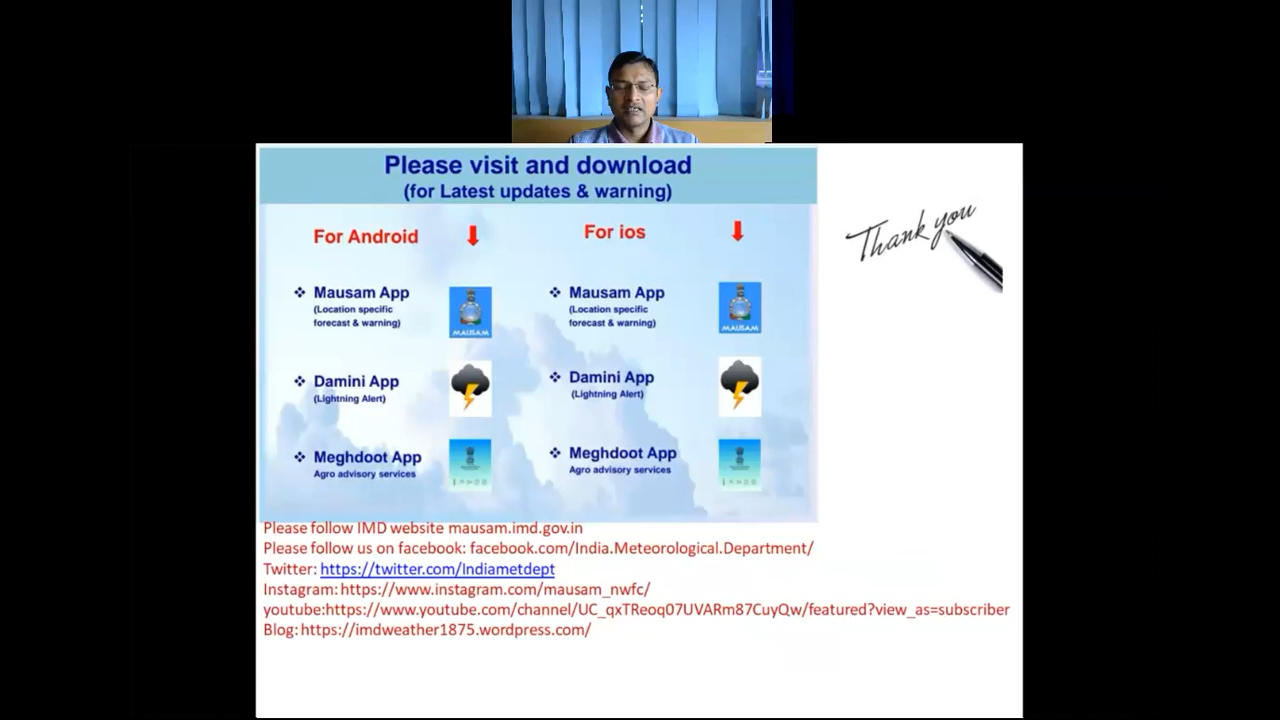 Please visit and download
(for Latest updates & warning)
For Android
For ios
Mausam App
(Location specific
forecast & warning)
MAUSAM
Mausam App
(Location specific
forecast & warning)
MAUSAM
Damini App
(Lightning Alert)
Damini App
(Lightning Alert)
Meghdoot App
Agro advisory services
Meghdoot App
Agro advisory services
Thank you
Please follow IMD website mausam.imd.gov.in
Please follow us on facebook: facebook.com/India.Meteorological.Department/
Twitter: https://twitter.com/Indiametdept
Instagram: https://www.instagram.com/mausam_nwfc/
youtube:https://www.youtube.com/channel/UC_qxTReoq07UVARm87CuyQw/featured?view_as=subscriber
Blog: https://imdweather1875.wordpress.com/